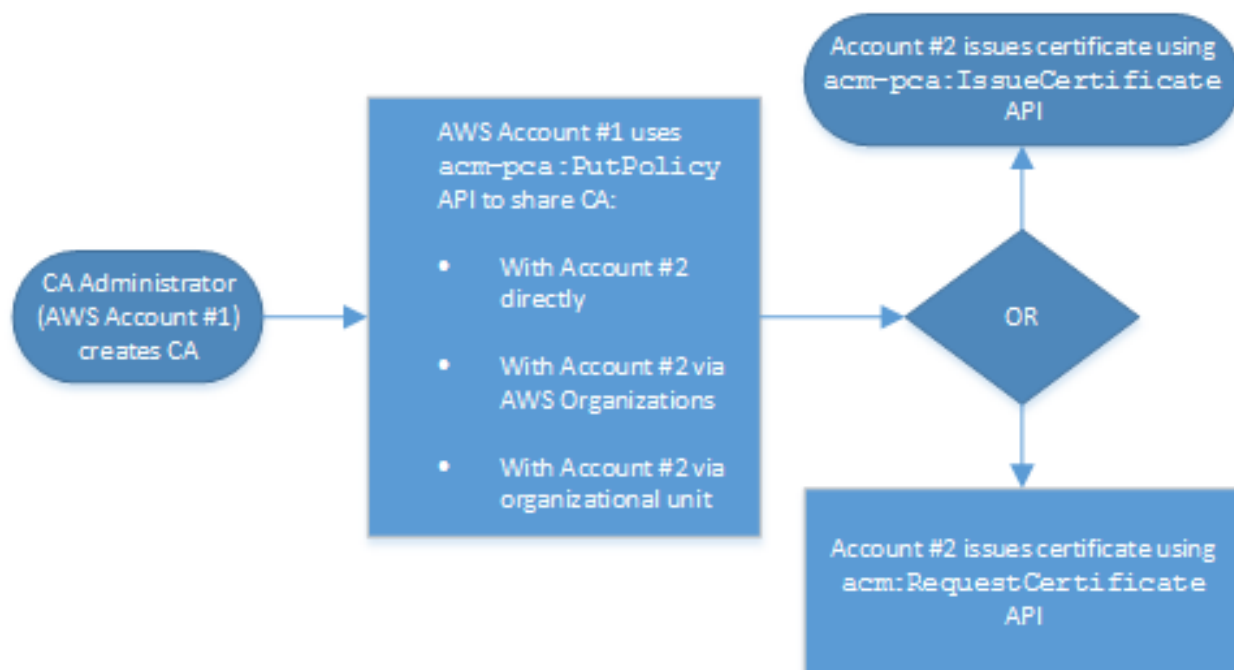 CA Administrator
(AWS Account #1)
creates CA
AWS Account #1 uses
acm-pca:PutPolicy
API to share CA:
• With Account #2
directly
• With Account #2 via
AWS Organizations
• With Account #2 via
organizational unit
OR
Account #2 issues certificate using
acm-pca:IssueCertificate
API
Account #2 issues certificate using
acm:RequestCertificate
API